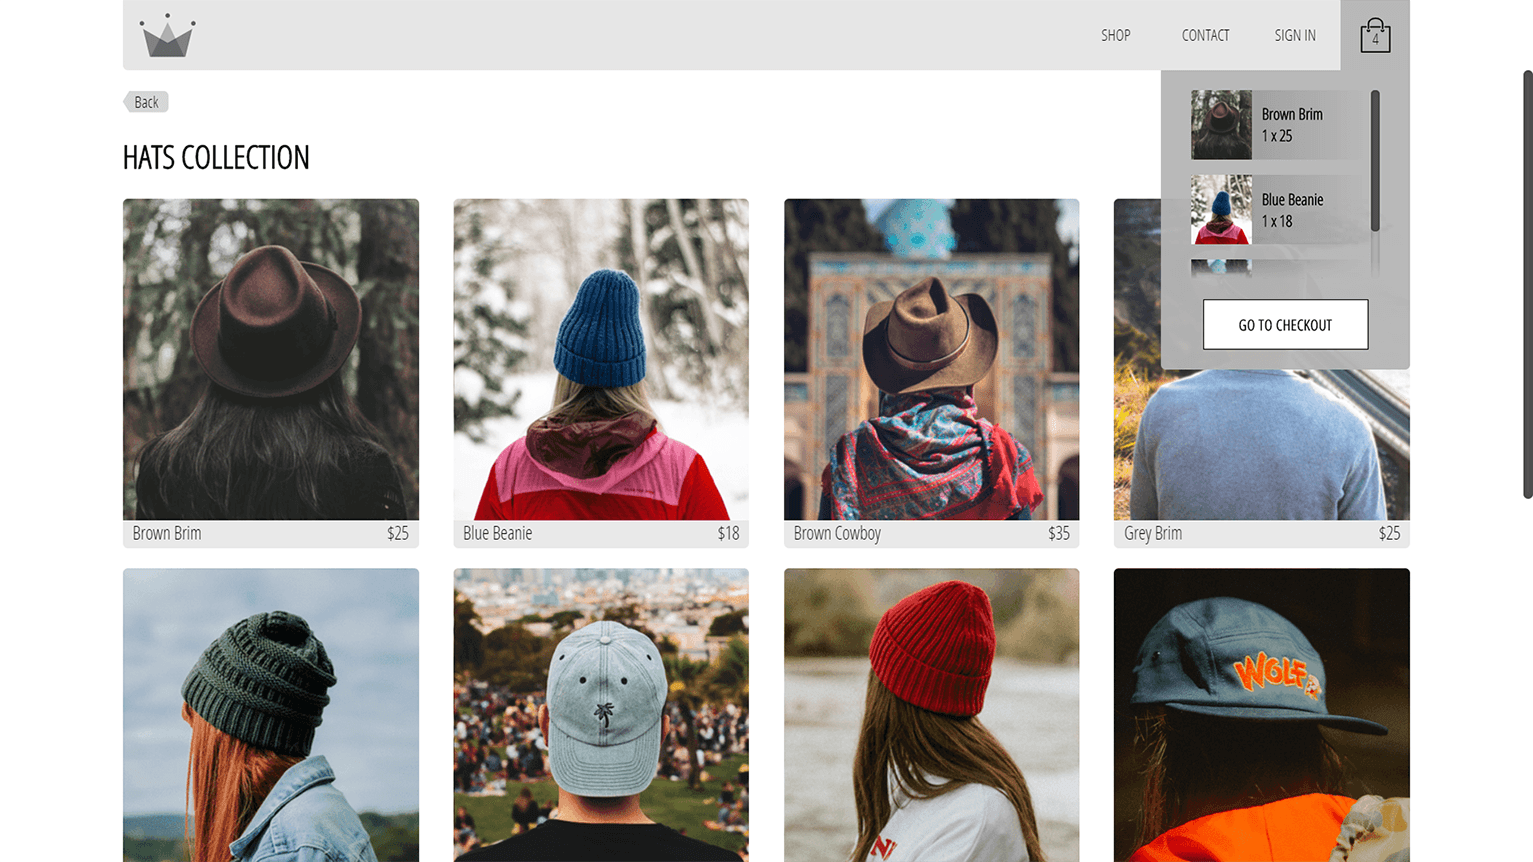 SHOP
CONTACT
SIGN IN
4
Back
Brown Brim
1 x 25
HATS COLLECTION
Blue Beanie
1 x 18
GO TO CHECKOUT
Brown Brim $25
Blue Beanie $18
Brown Cowboy $35
Grey Brim $25
WOLF